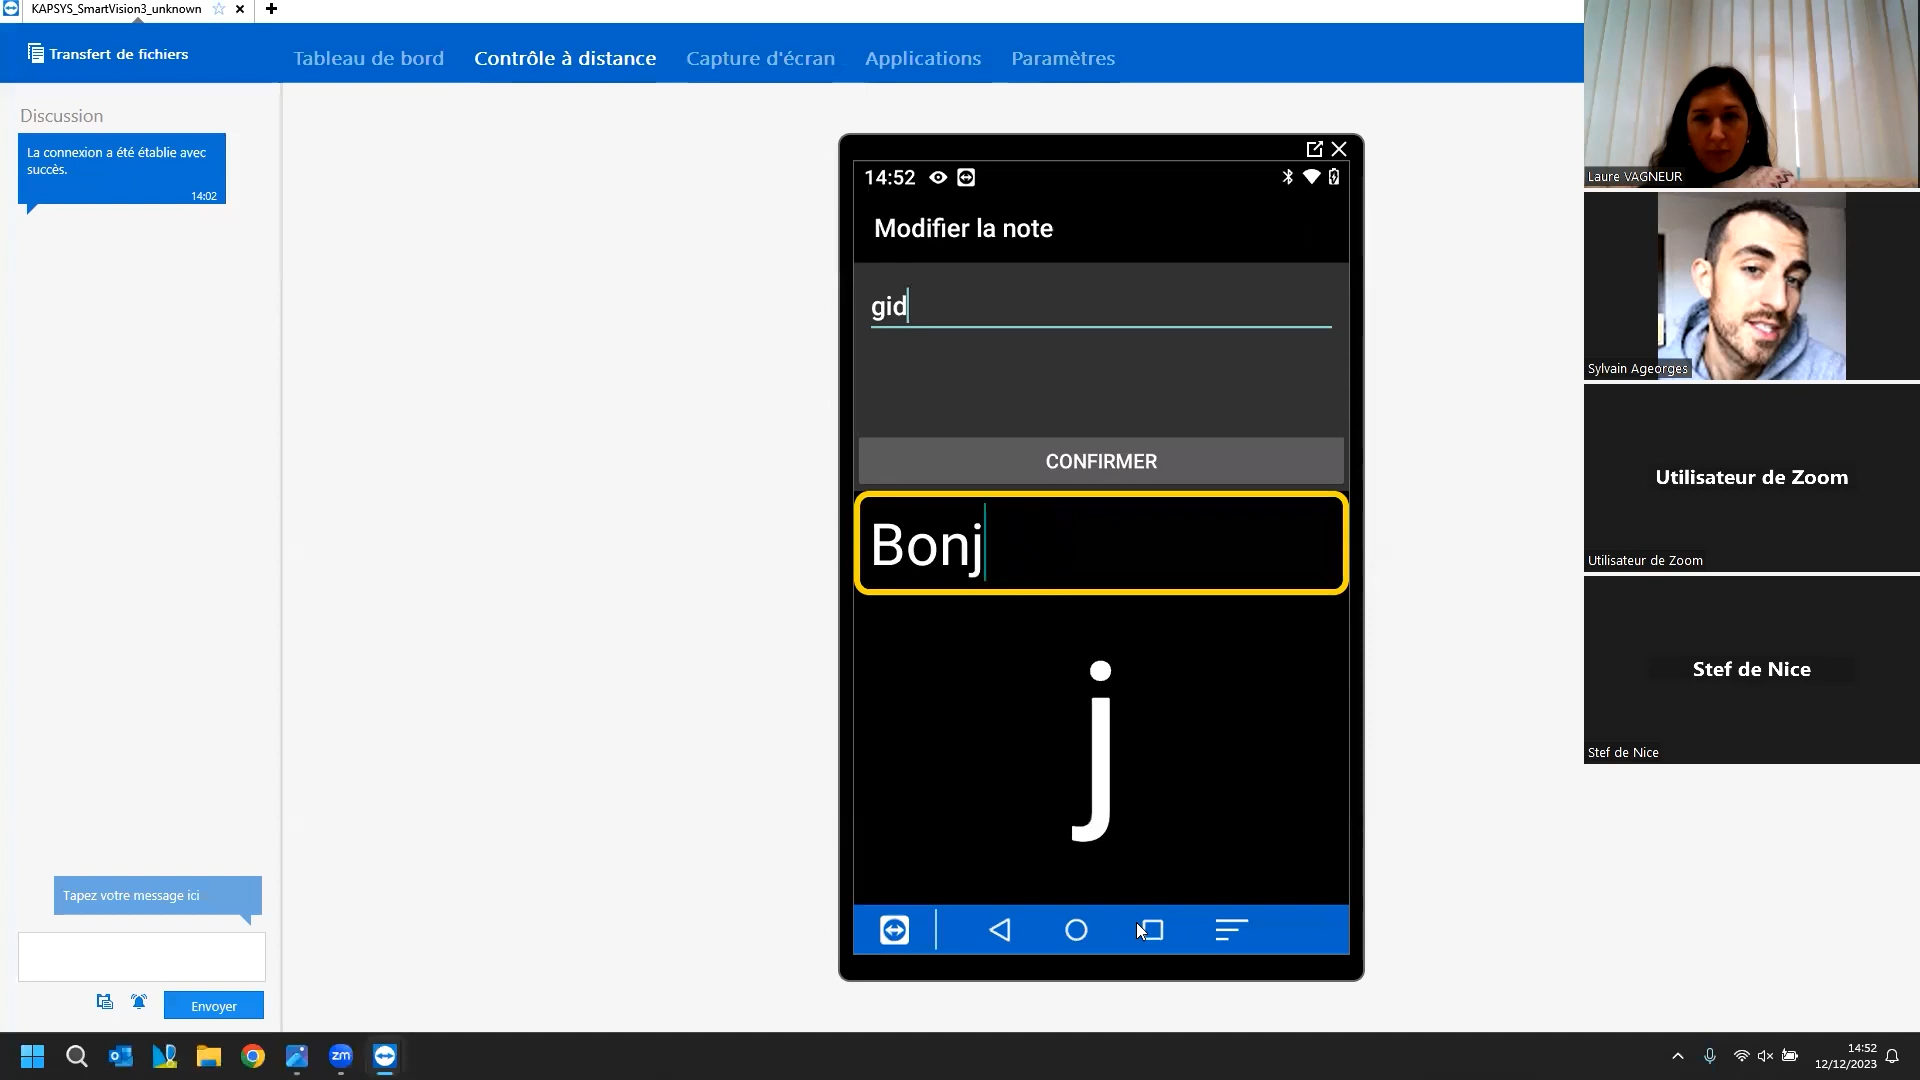 KAPSYS_SmartVision3_unknown
Transfert de fichiers
Tableau de bord
Contrôle à distance
Capture d'écran
Applications
Paramètres
Discussion
La connexion a été établie avec
succès.
14:02
Tapez votre message ici
Envoyer
14:52
Modifier la note
gid
CONFIRMER
Bonj
j
Laure VAGNEUR
Sylvain Ageorges
Utilisateur de Zoom
Utilisateur de Zoom
Stef de Nice
Stef de Nice
zm
14:52
12/12/2023